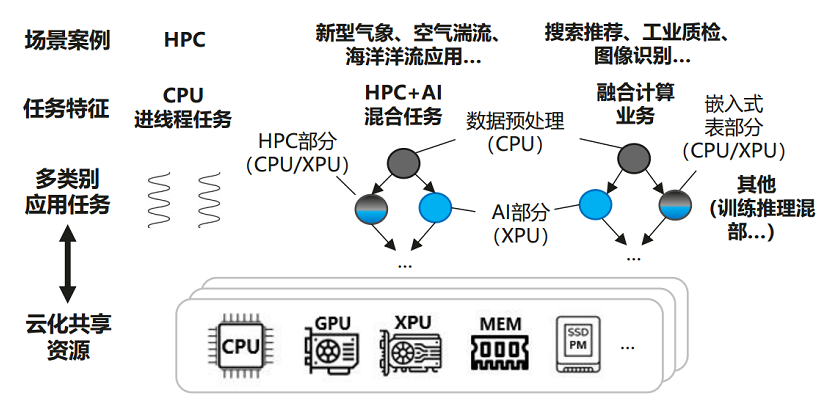 场景案例
HPC
新型气象、空气湍流、
海洋洋流应用…
搜索推荐、工业质检、
图像识别…
任务特征
CPU
进线程任务
HPC+AI
混合任务
融合计算
业务
多类别
应用任务
HPC部分
(CPU/XPU)
数据预处理
(CPU)
嵌入式
表部分
(CPU/XPU)
AI部分
(XPU)
其他
(训练推理混
部…)
…
…
云化共享
资源
CPU
GPU
XPU
MEM
SSD
PM
…